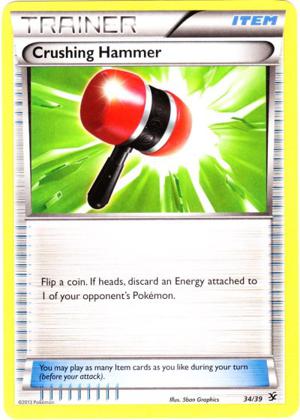 TRAINER ITEM
Crushing Hammer
Flip a coin. If heads, discard an Energy attached to
1 of your opponent's Pokémon.
You may play as many Item cards as you like during your turn
(before your attack).
©2013 Pokémon Illus. 5ban Graphics 34/39